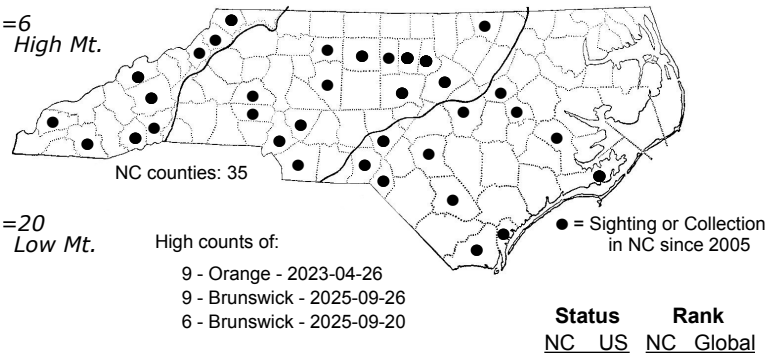 =6
High Mt.
NC counties: 35
=20
Low Mt.
High counts of:
9 - Orange - 2023-04-26
9 - Brunswick - 2025-09-26
6 - Brunswick - 2025-09-20
● = Sighting or Collection
in NC since 2005
Status Rank
NC US NC Global